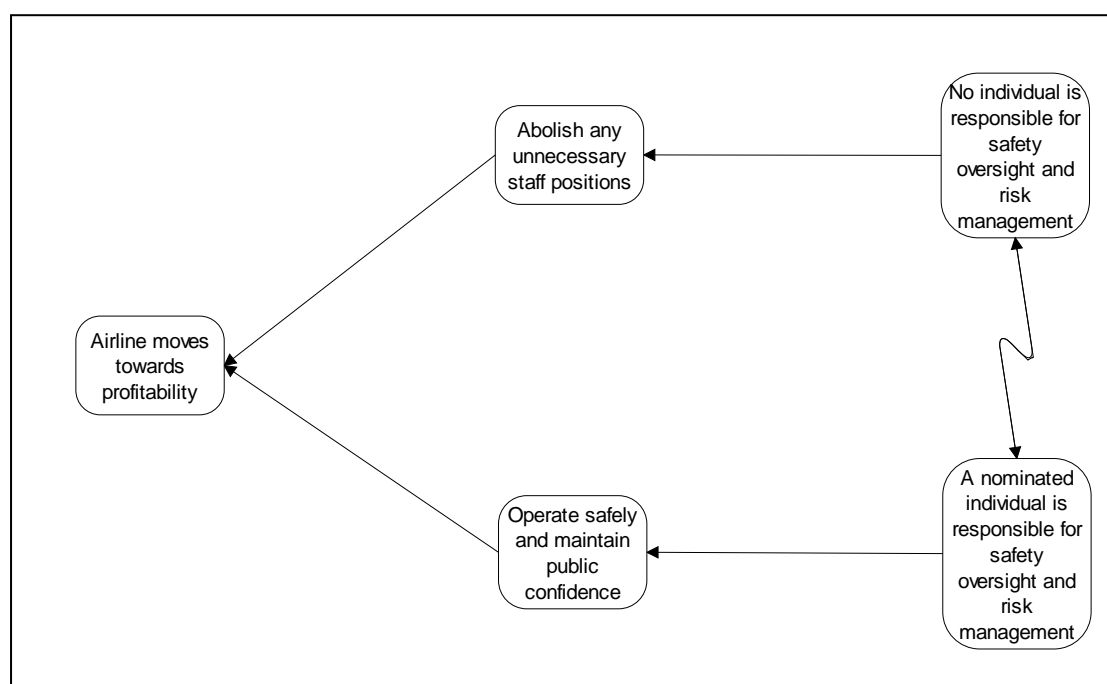 No individual is
responsible for
safety
oversight and
risk
management
Abolish any
unnecessary
staff positions
Airline moves
towards
profitability
Operate safely
and maintain
public
confidence
A nominated
individual is
responsible for
safety
oversight and
risk
management